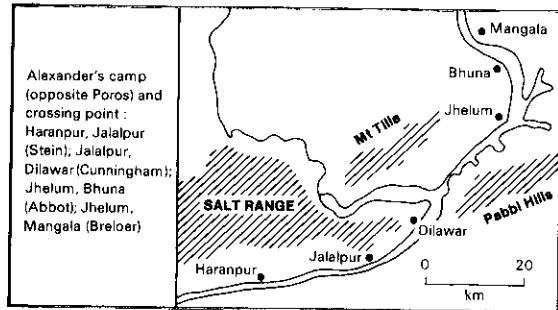 Alexander's camp
(opposite Poros) and
crossing point :
Haranpur, Jalalpur
(Stein); Jalalpur,
Dilawar (Cunningham);
Jhelum, Bhuna
(Abbot); Jhelum,
Mangala (Breloer)
Mangala
Bhuna
Jhelum
Mt Tilla
Pabbi Hills
SALT RANGE
Dilawar
Jalalpur
Haranpur
0 20
km